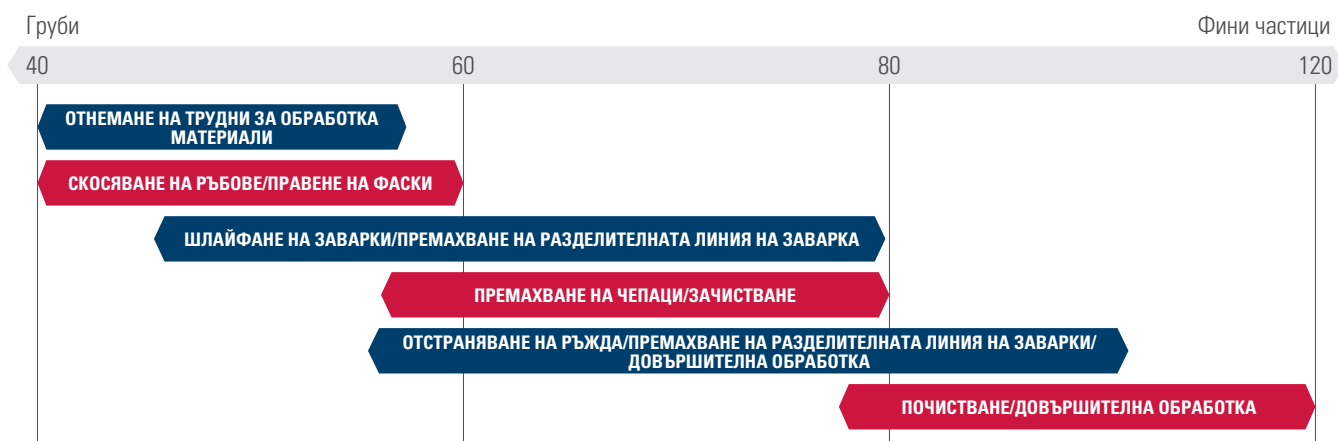 Груби
Фини частици
40 60 80 120
ОТНЕМАНЕ НА ТРУДНИ ЗА ОБРАБОТКА
МАТЕРИАЛИ
СКОСЯВАНЕ НА РЪБОВЕ/ПРАВЕНЕ НА ФАСКИ
ШЛАЙФАНЕ НА ЗАВАРКИ/ПРЕМАХВАНЕ НА РАЗДЕЛИТЕЛНАТА ЛИНИЯ НА ЗАВАРКА
ПРЕМАХВАНЕ НА ЧЕПАЦИ/ЗАЧИСТВАНЕ
ОТСТРАНЯВАНЕ НА РЪЖДА/ПРЕМАХВАНЕ НА РАЗДЕЛИТЕЛНАТА ЛИНИЯ НА ЗАВАРКИ/
ДОВЪРШИТЕЛНА ОБРАБОТКА
ПОЧИСТВАНЕ/ДОВЪРШИТЕЛНА ОБРАБОТКА